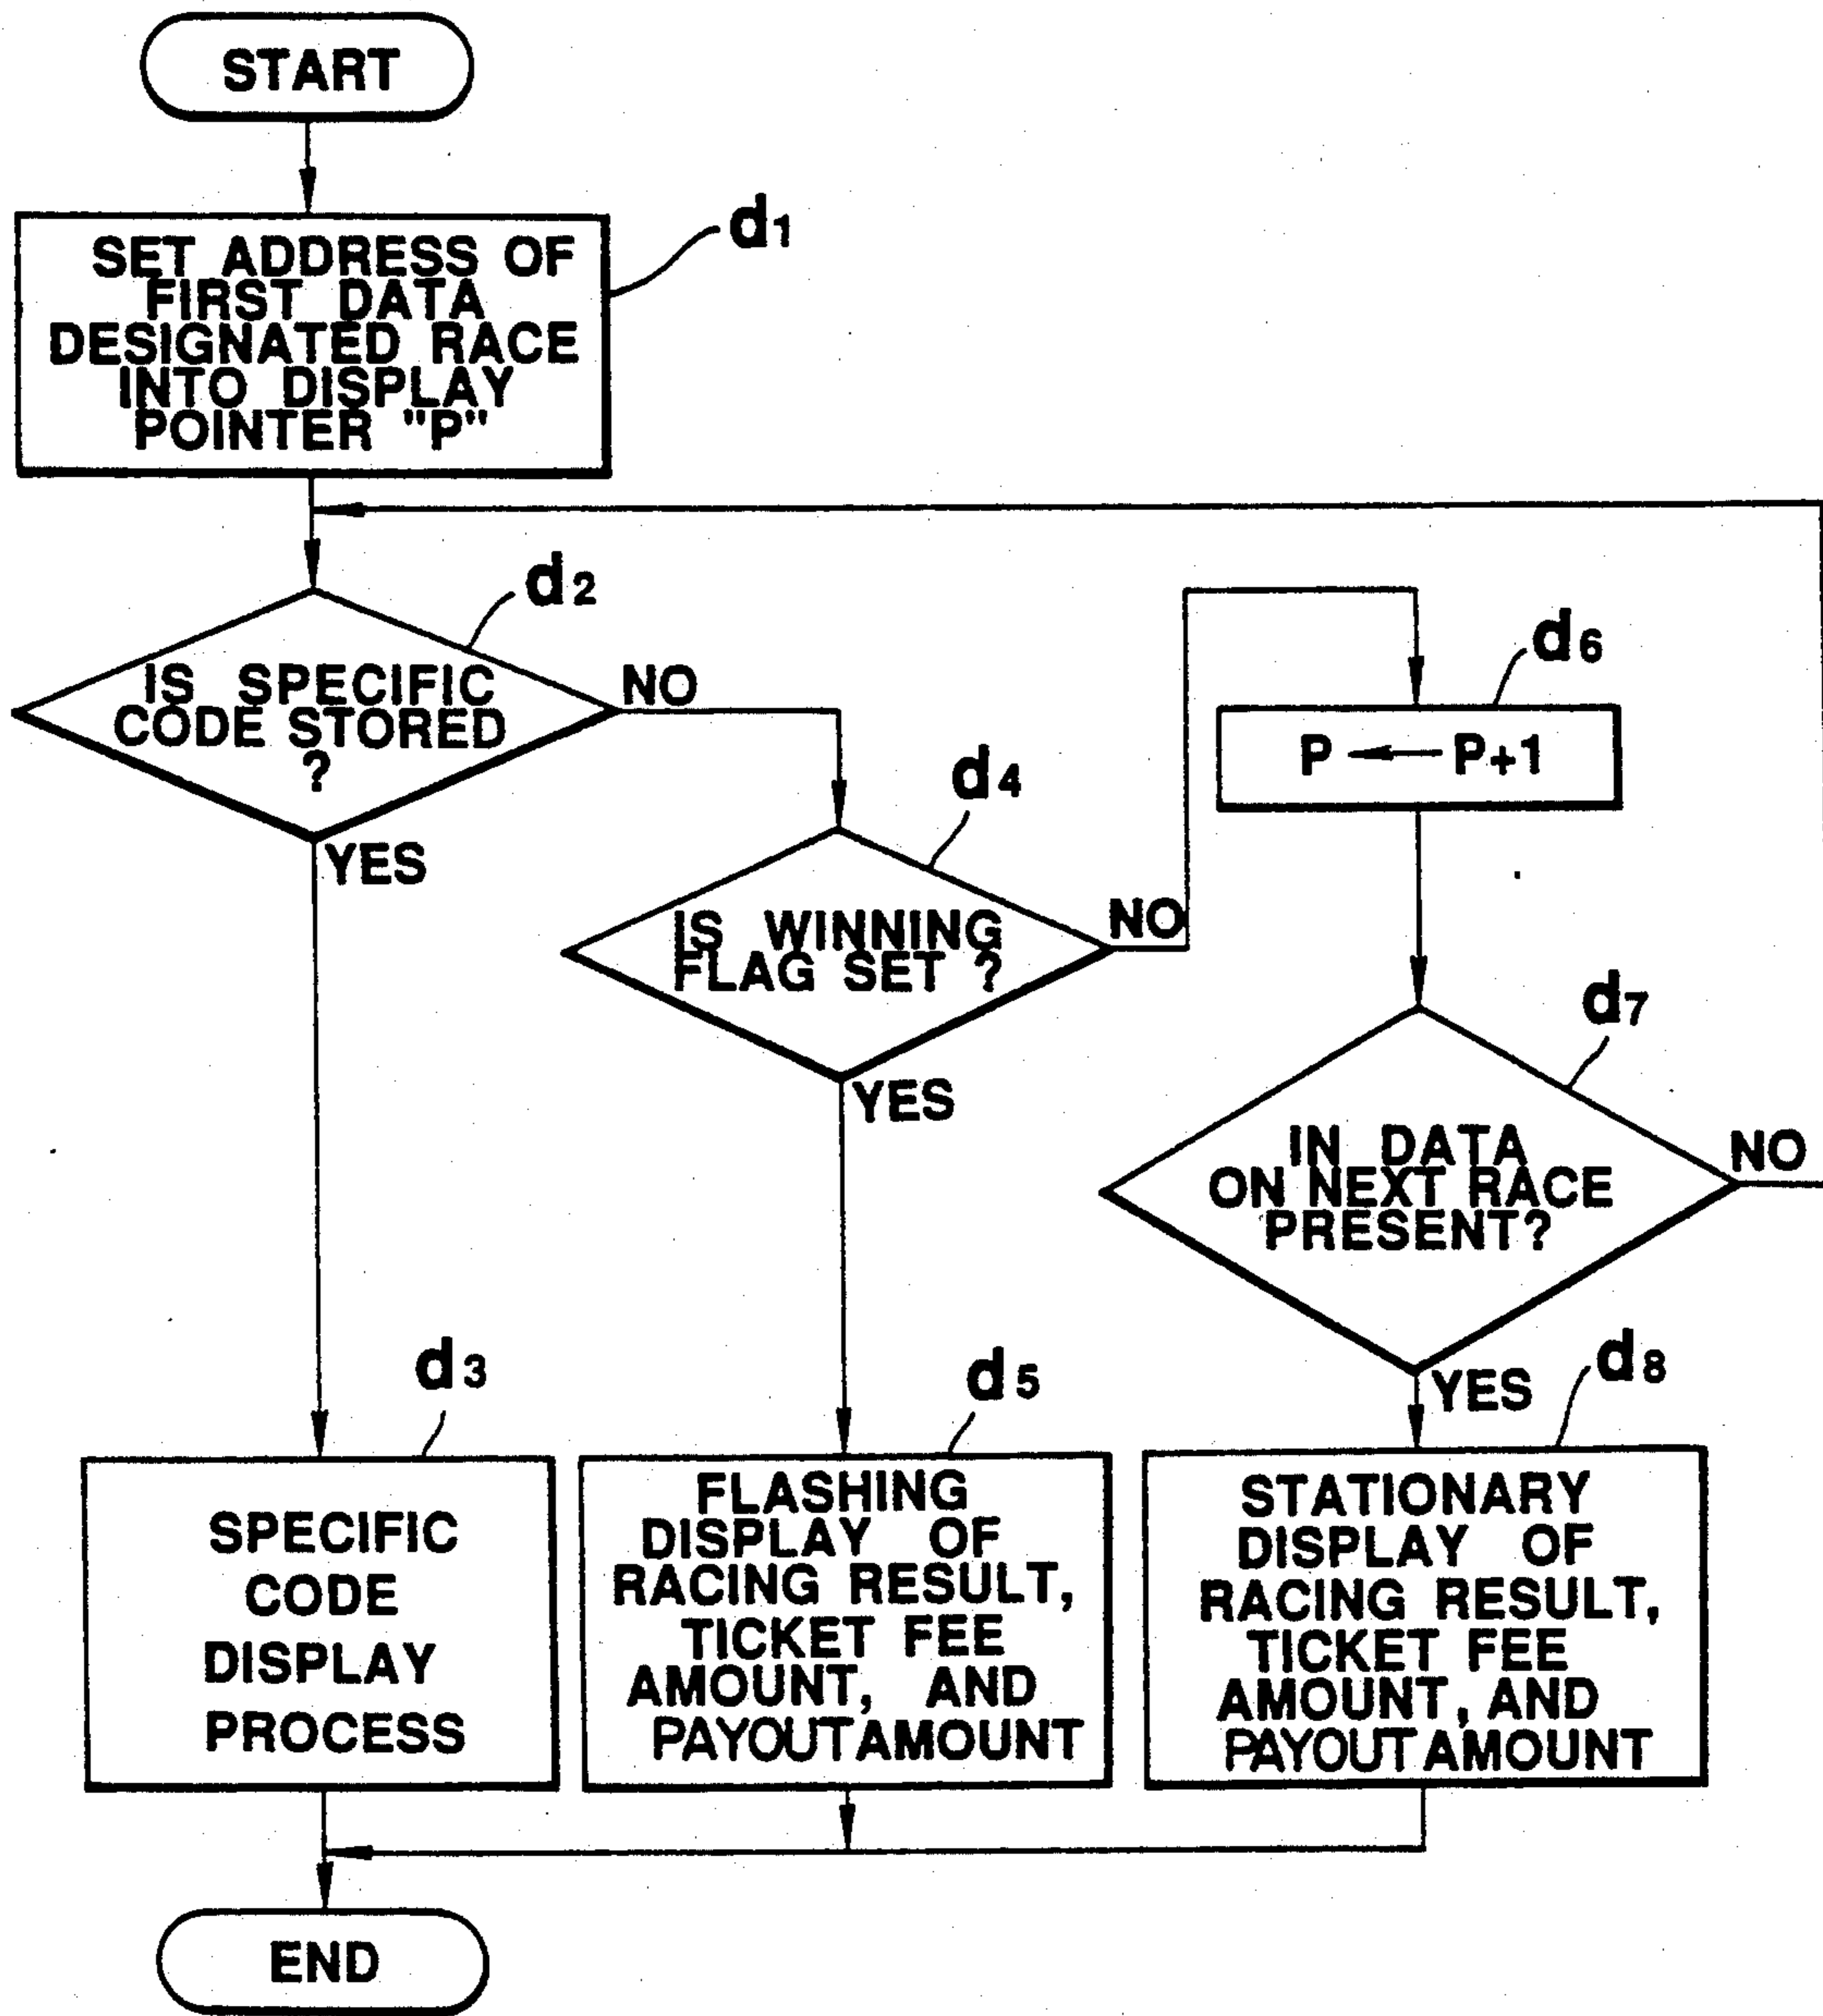 START
d1
SET ADDRESS OF
FIRST DATA
DESIGNATED RACE
INTO DISPLAY
POINTER "P"
d2
IS SPECIFIC
CODE STORED
?
NO
YES
d4
IS WINNING
FLAG SET ?
NO
YES
d6
P ← P+1
d7
IN DATA
ON NEXT RACE
PRESENT?
NO
YES
d3
SPECIFIC
CODE
DISPLAY
PROCESS
d5
FLASHING
DISPLAY OF
RACING RESULT,
TICKET FEE
AMOUNT, AND
PAYOUT AMOUNT
d8
STATIONARY
DISPLAY OF
RACING RESULT,
TICKET FEE
AMOUNT, AND
PAYOUT AMOUNT
END